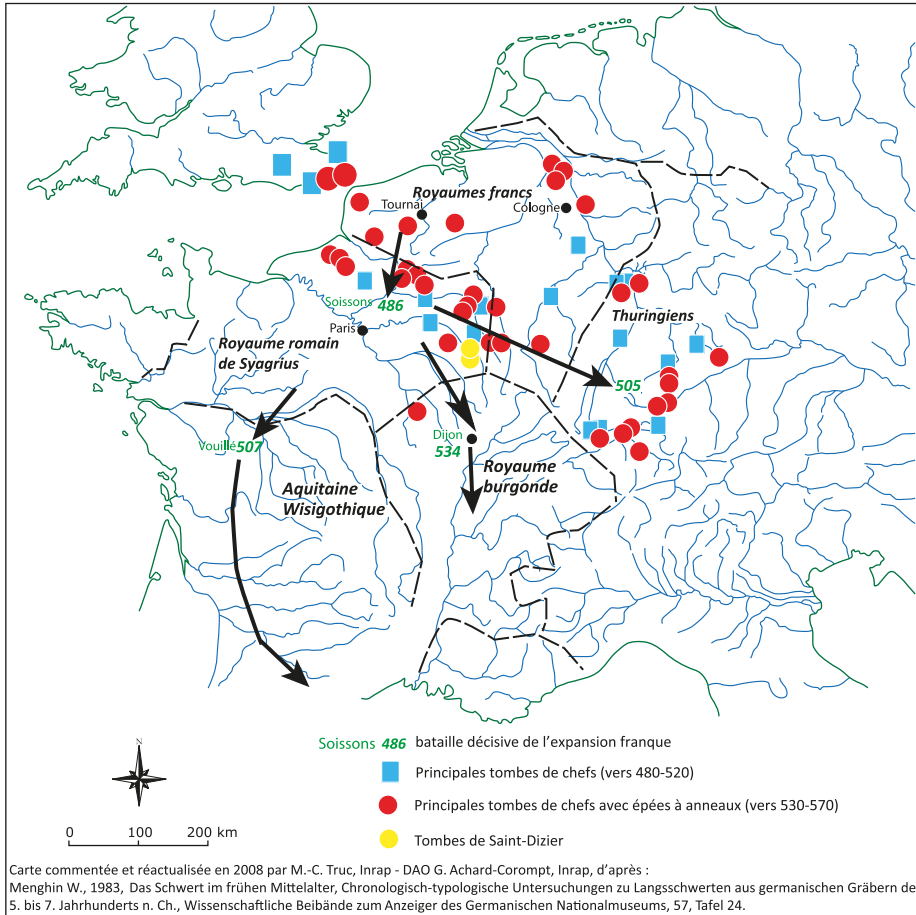 Royaumes francs
Tournai
Cologne
Soissons 486
Paris
Thuringiens
Royaume romain
de Syagrius
505
Vouillé 507
Dijon
534
Royaume
burgonde
Aquitaine
Wisigothique
N
0 100 200 km
Soissons 486 bataille décisive de l'expansion franque
Principales tombes de chefs (vers 480-520)
Principales tombes de chefs avec épées à anneaux (vers 530-570)
Tombes de Saint-Dizier
Carte commentée et réactualisée en 2008 par M.-C. Truc, Inrap - DAO G. Achard-Corompt, Inrap, d'après :
Menghin W., 1983, Das Schwert im frühen Mittelalter, Chronologisch-typologische Untersuchungen zu Langsschwerten aus germanischen Gräbern de
5. bis 7. Jahrhunderts n. Ch., Wissenschaftliche Beibände zum Anzeiger des Germanischen Nationalmuseums, 57, Tafel 24.